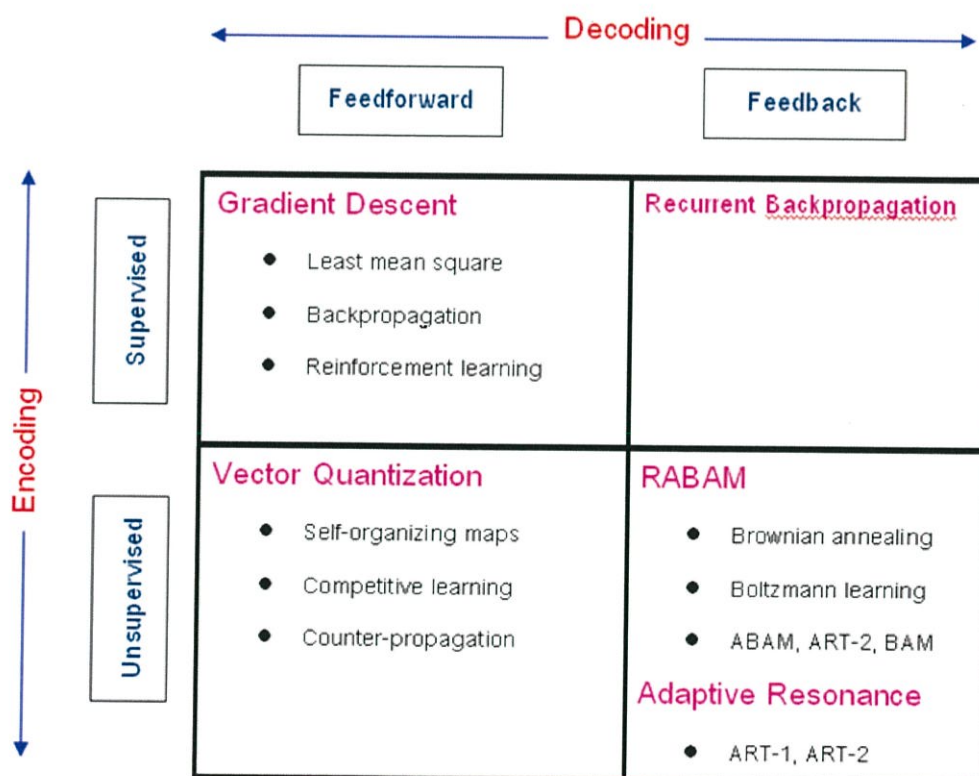 Decoding
Feedforward
Feedback
Encoding
Supervised
Gradient Descent
Least mean square
Backpropagation
Reinforcement learning
Recurrent Backpropagation
Unsupervised
Vector Quantization
Self-organizing maps
Competitive learning
Counter-propagation
RABAM
Brownian annealing
Boltzmann learning
ABAM, ART-2, BAM
Adaptive Resonance
ART-1, ART-2